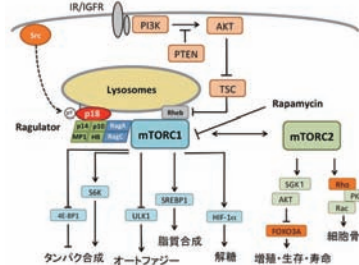 IR/IGFR
PI3K
AKT
Src
PTEN
Lysosomes
TSC
p18
Rheb
Rapamycin
Ragulator
p14
p10
RagA
MP1
HB
RagC
mTORC1
mTORC2
S6K
SREBP1
SGK1
Rho
AKT
Rac
4E-BP1
ULK1
HIF-1α
脂質合成
FOXO3A
細胞骨
タンパク合成
オートファジー
解糖
増殖・生存・寿命